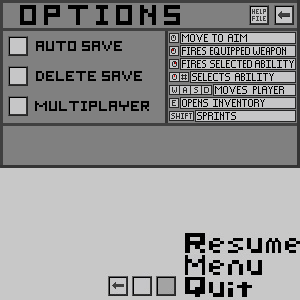 OPTIONS
HELP FILE
AUTO SAVE
DELETE SAVE
MULTIPLAYER
MOVE TO AIM
FIRES EQUIPPED WEAPON
FIRES SELECTED ABILITY
# SELECTS ABILITY
W A S D MOVES PLAYER
E OPENS INVENTORY
SHIFT SPRINTS
Resume
Menu
Quit